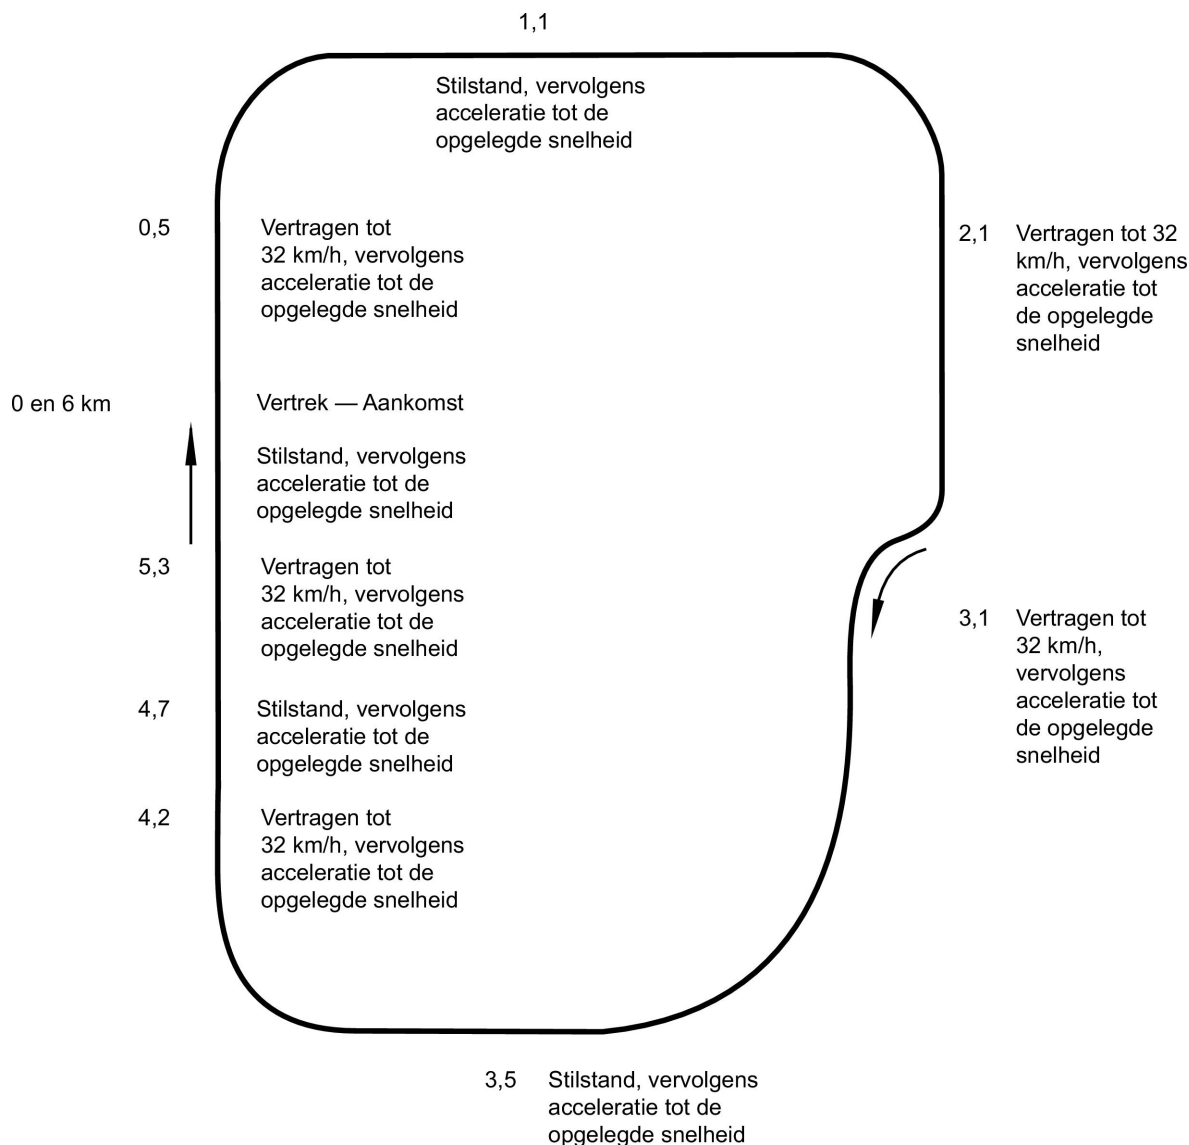 1,1
Stilstand, vervolgens
acceleratie tot de
opgelegde snelheid
0,5
Vertragen tot
32 km/h, vervolgens
acceleratie tot de
opgelegde snelheid
2,1
Vertragen tot 32
km/h, vervolgens
acceleratie tot
de opgelegde
snelheid
0 en 6 km
Vertrek — Aankomst
Stilstand, vervolgens
acceleratie tot de
opgelegde snelheid
5,3
Vertragen tot
32 km/h, vervolgens
acceleratie tot de
opgelegde snelheid
3,1
Vertragen tot
32 km/h,
vervolgens
acceleratie tot
de opgelegde
snelheid
4,7
Stilstand, vervolgens
acceleratie tot de
opgelegde snelheid
4,2
Vertragen tot
32 km/h, vervolgens
acceleratie tot de
opgelegde snelheid
3,5
Stilstand, vervolgens
acceleratie tot de
opgelegde snelheid